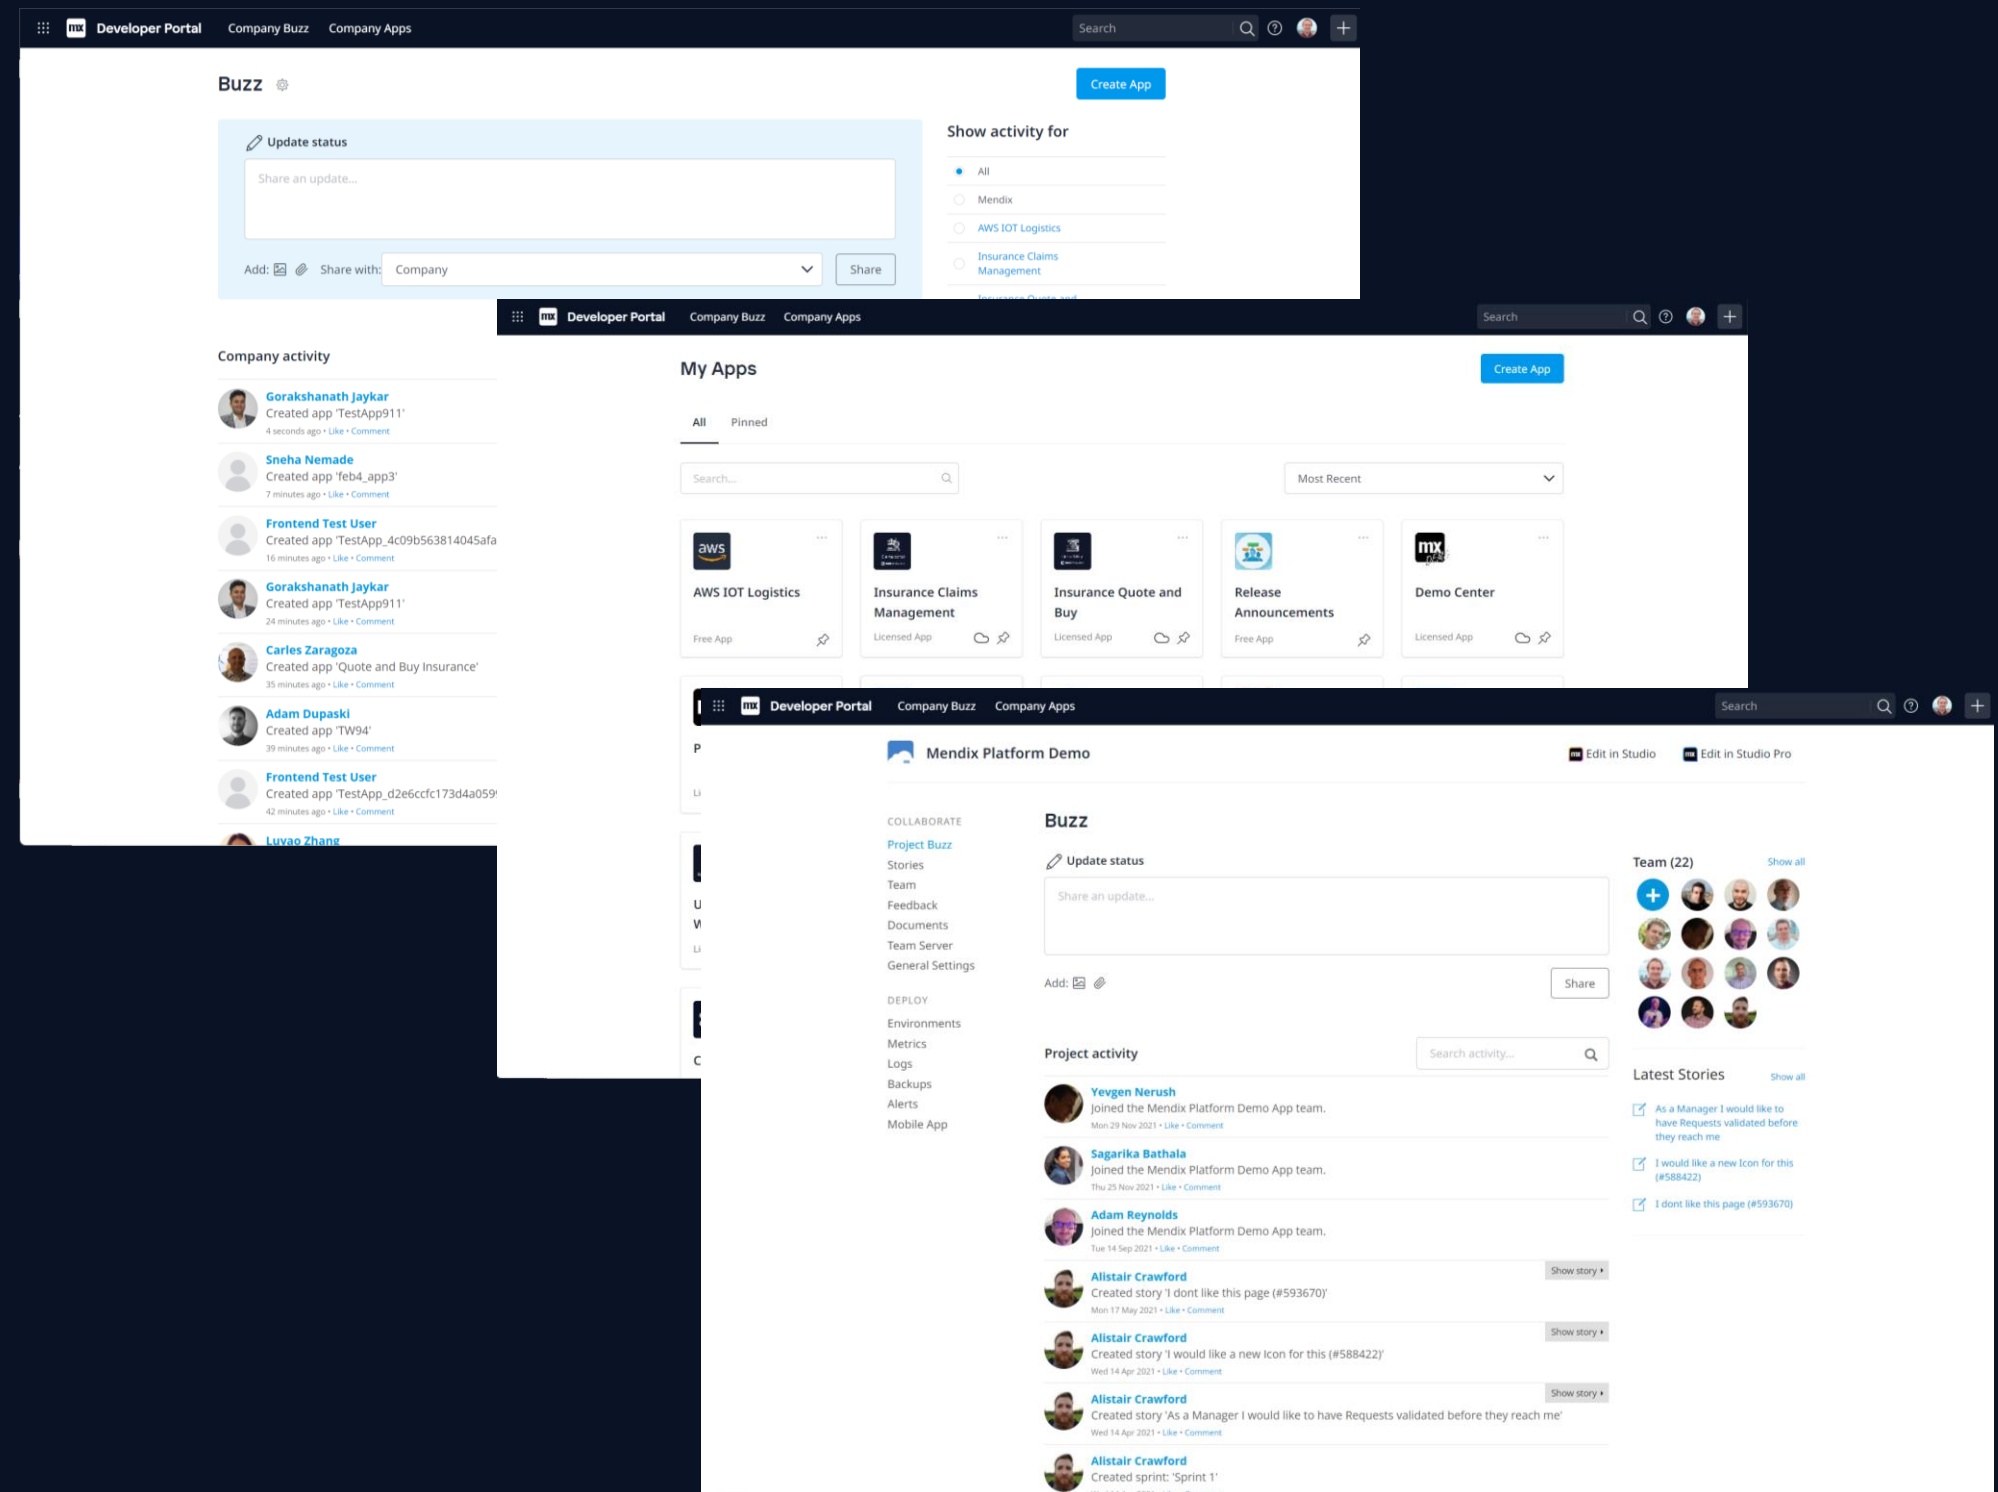 mx Developer Portal Company Buzz Company Apps Search
Buzz
Create App
Update status
Share an update...
Add: Share with: Company Share
Show activity for
All
Mendix
AWS IOT Logistics
Insurance Claims
Management
Insurance Quote and
Company activity
Gorakshanath Jaykar
Created app 'TestApp911'
4 seconds ago • Like • Comment
Sneha Nemade
Created app 'feb4_app3'
7 minutes ago • Like • Comment
Frontend Test User
Created app 'TestApp_4c09b563814045afa
16 minutes ago • Like • Comment
Gorakshanath Jaykar
Created app 'TestApp911'
24 minutes ago • Like • Comment
Carles Zaragoza
Created app 'Quote and Buy Insurance'
35 minutes ago • Like • Comment
Adam Dupaski
Created app 'TW94'
39 minutes ago • Like • Comment
Frontend Test User
Created app 'TestApp_d2e6ccfc173d4a059
42 minutes ago • Like • Comment
Luyao Zhang
mx Developer Portal Company Buzz Company Apps Search
My Apps
Create App
All Pinned
Search...
Most Recent
aws
AWS IOT Logistics
Free App
Insurance Claims
Management
Licensed App
Insurance Quote and
Buy
Licensed App
Release
Announcements
Free App
mx
Demo Center
Licensed App
P
Li
U
W
Li
C
mx Developer Portal Company Buzz Company Apps Search
Mendix Platform Demo
mx Edit in Studio
mx Edit in Studio Pro
COLLABORATE
Project Buzz
Stories
Team
Feedback
Documents
Team Server
General Settings
DEPLOY
Environments
Metrics
Logs
Backups
Alerts
Mobile App
Buzz
Update status
Share an update...
Add: Share
Project activity
Search activity...
Yevgen Nerush
Joined the Mendix Platform Demo App team.
Mon 29 Nov 2021 • Like • Comment
Sagarika Bathala
Joined the Mendix Platform Demo App team.
Thu 25 Nov 2021 • Like • Comment
Adam Reynolds
Joined the Mendix Platform Demo App team.
Tue 14 Sep 2021 • Like • Comment
Alistair Crawford
Show story
Created story 'I dont like this page (#593670)'
Mon 17 May 2021 • Like • Comment
Alistair Crawford
Show story
Created story 'I would like a new Icon for this (#588422)'
Wed 14 Apr 2021 • Like • Comment
Alistair Crawford
Show story
Created story 'As a Manager I would like to have Requests validated before they reach me'
Wed 14 Apr 2021 • Like • Comment
Alistair Crawford
Created sprint: 'Sprint 1'
Team (22) Show all
Latest Stories Show all
As a Manager I would like to
have Requests validated before
they reach me
I would like a new Icon for this
(#588422)
I dont like this page (#593670)